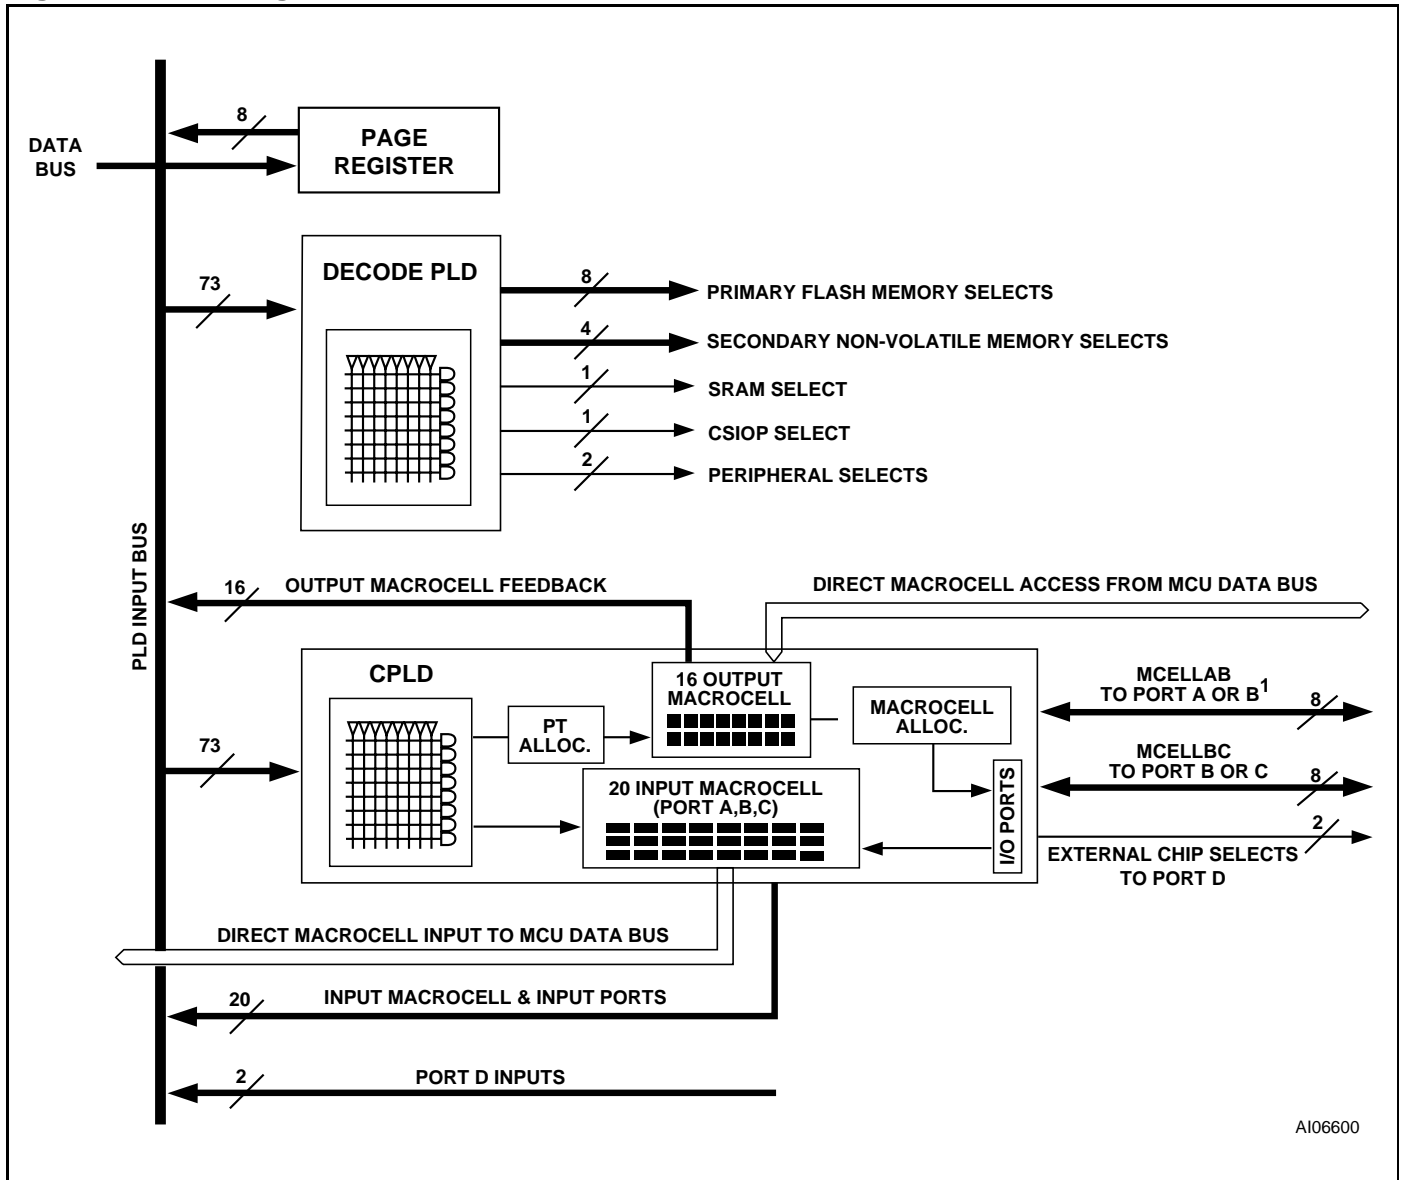 8
PAGE
REGISTER
DATA
BUS
73
DECODE PLD
8
PRIMARY FLASH MEMORY SELECTS
4
SECONDARY NON-VOLATILE MEMORY SELECTS
1
SRAM SELECT
1
CSIOP SELECT
2
PERIPHERAL SELECTS
PLD INPUT BUS
16
OUTPUT MACROCELL FEEDBACK
DIRECT MACROCELL ACCESS FROM MCU DATA BUS
CPLD
73
PT
ALLOC.
16 OUTPUT
MACROCELL
MACROCELL
ALLOC.
20 INPUT MACROCELL
(PORT A,B,C)
I/O PORTS
MCELLAB
TO PORT A OR B1
8
MCELLBC
TO PORT B OR C
8
2
EXTERNAL CHIP SELECTS
TO PORT D
DIRECT MACROCELL INPUT TO MCU DATA BUS
20
INPUT MACROCELL & INPUT PORTS
2
PORT D INPUTS
AI06600